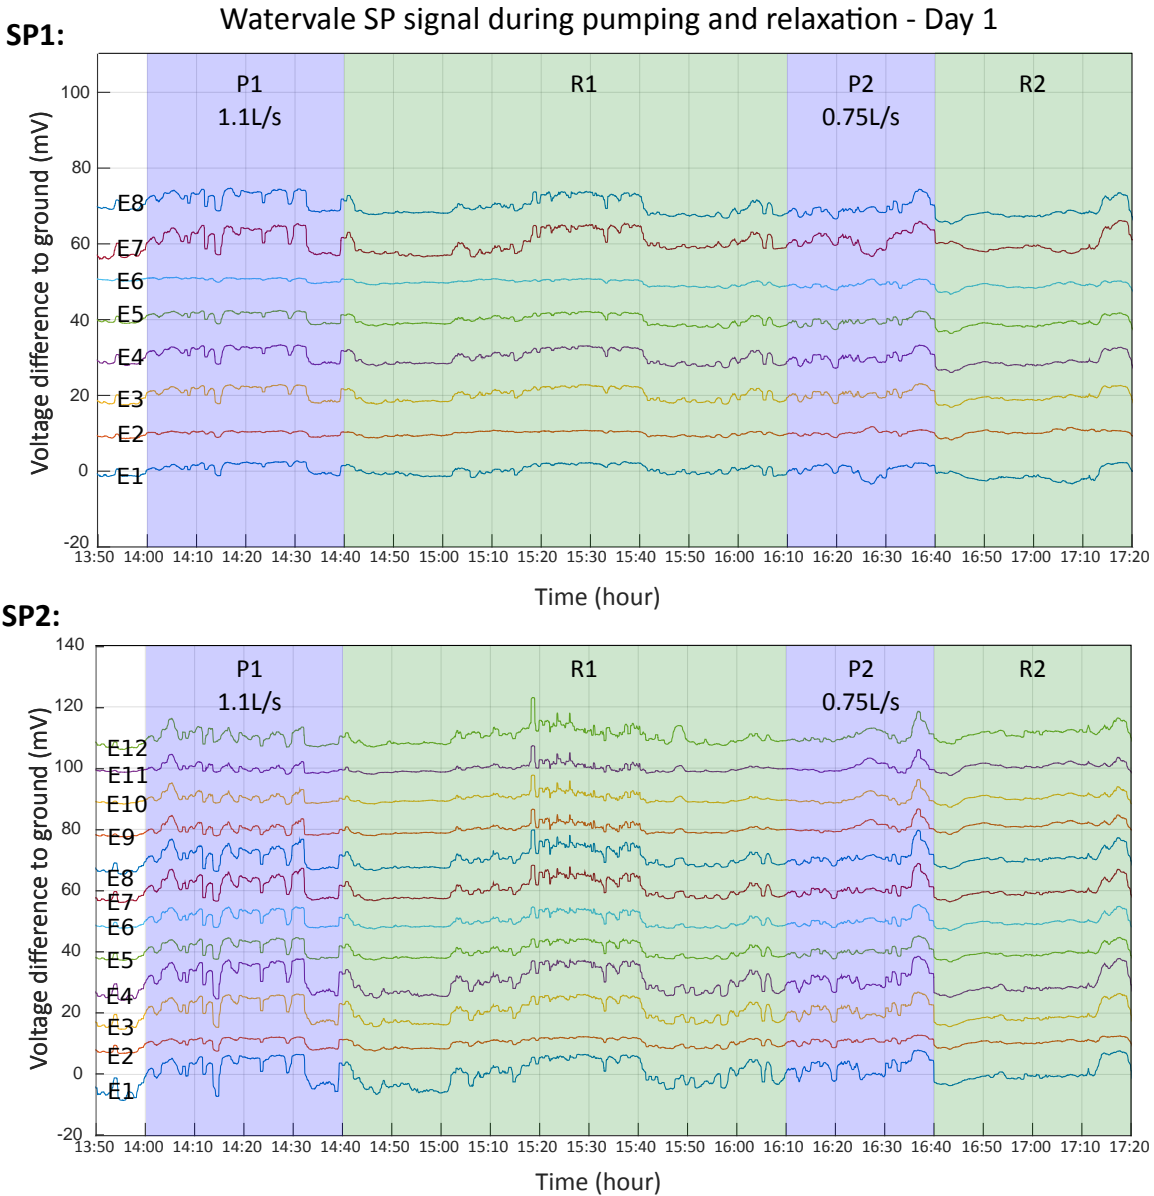 Watervale SP signal during pumping and relaxation - Day 1
SP1:
Voltage difference to ground (mV)
P1
1.1L/s
R1
P2
0.75L/s
R2
100
80
60
40
20
0
-20
E8
E7
E6
E5
E4
E3
E2
E1
13:50 14:00 14:10 14:20 14:30 14:40 14:50 15:00 15:10 15:20 15:30 15:40 15:50 16:00 16:10 16:20 16:30 16:40 16:50 17:00 17:10 17:20
Time (hour)
SP2:
Voltage difference to ground (mV)
P1
1.1L/s
R1
P2
0.75L/s
R2
140
120
100
80
60
40
20
0
-20
E12
E11
E10
E9
E8
E7
E6
E5
E4
E3
E2
E1
13:50 14:00 14:10 14:20 14:30 14:40 14:50 15:00 15:10 15:20 15:30 15:40 15:50 16:00 16:10 16:20 16:30 16:40 16:50 17:00 17:10 17:20
Time (hour)